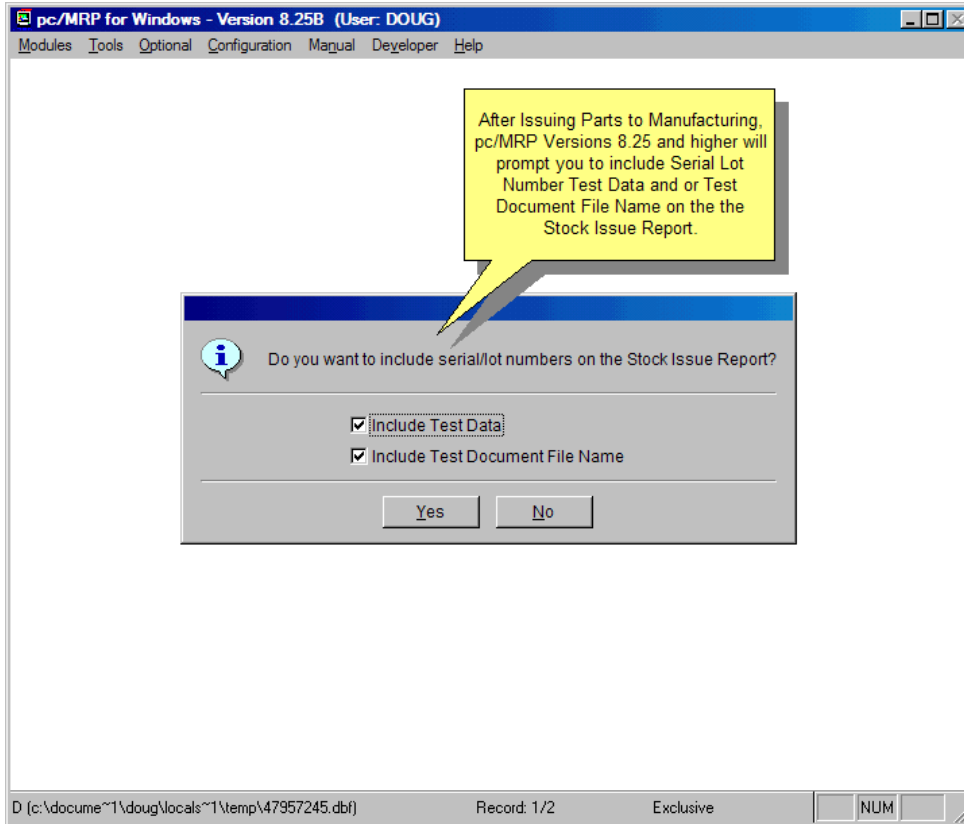 pc/MRP for Windows - Version 8.25B (User: DOUG)
Modules Tools Optional Configuration Manual Developer Help
After Issuing Parts to Manufacturing,
pc/MRP Versions 8.25 and higher will
prompt you to include Serial Lot
Number Test Data and or Test
Document File Name on the the
Stock Issue Report.
Do you want to include serial/lot numbers on the Stock Issue Report?
Include Test Data
Include Test Document File Name
Yes No
D (c:\docume~1\doug\locals~1\temp\47957245.dbf) Record: 1/2 Exclusive NUM